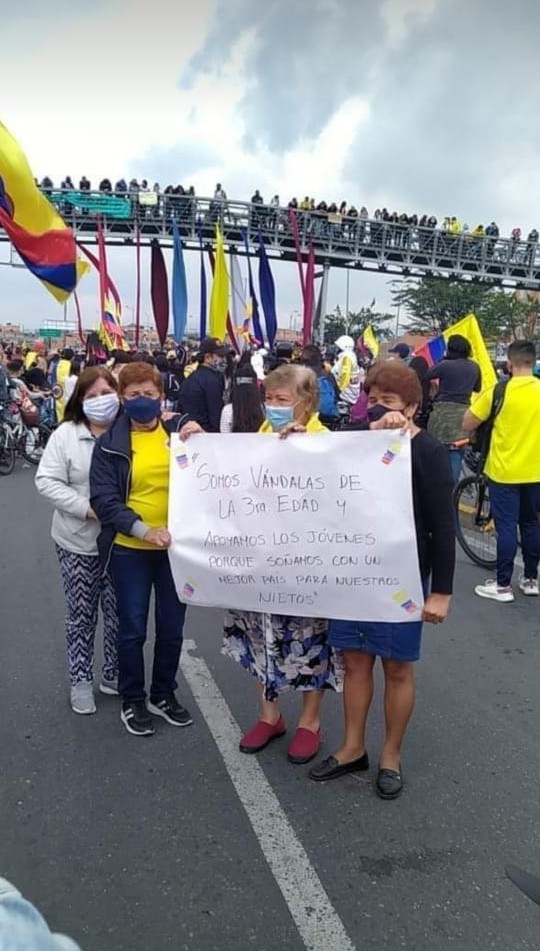 "Somos Vándalas de
la 3ra Edad y
apoyamos los jóvenes
porque soñamos con un
mejor país para nuestros
nietos"